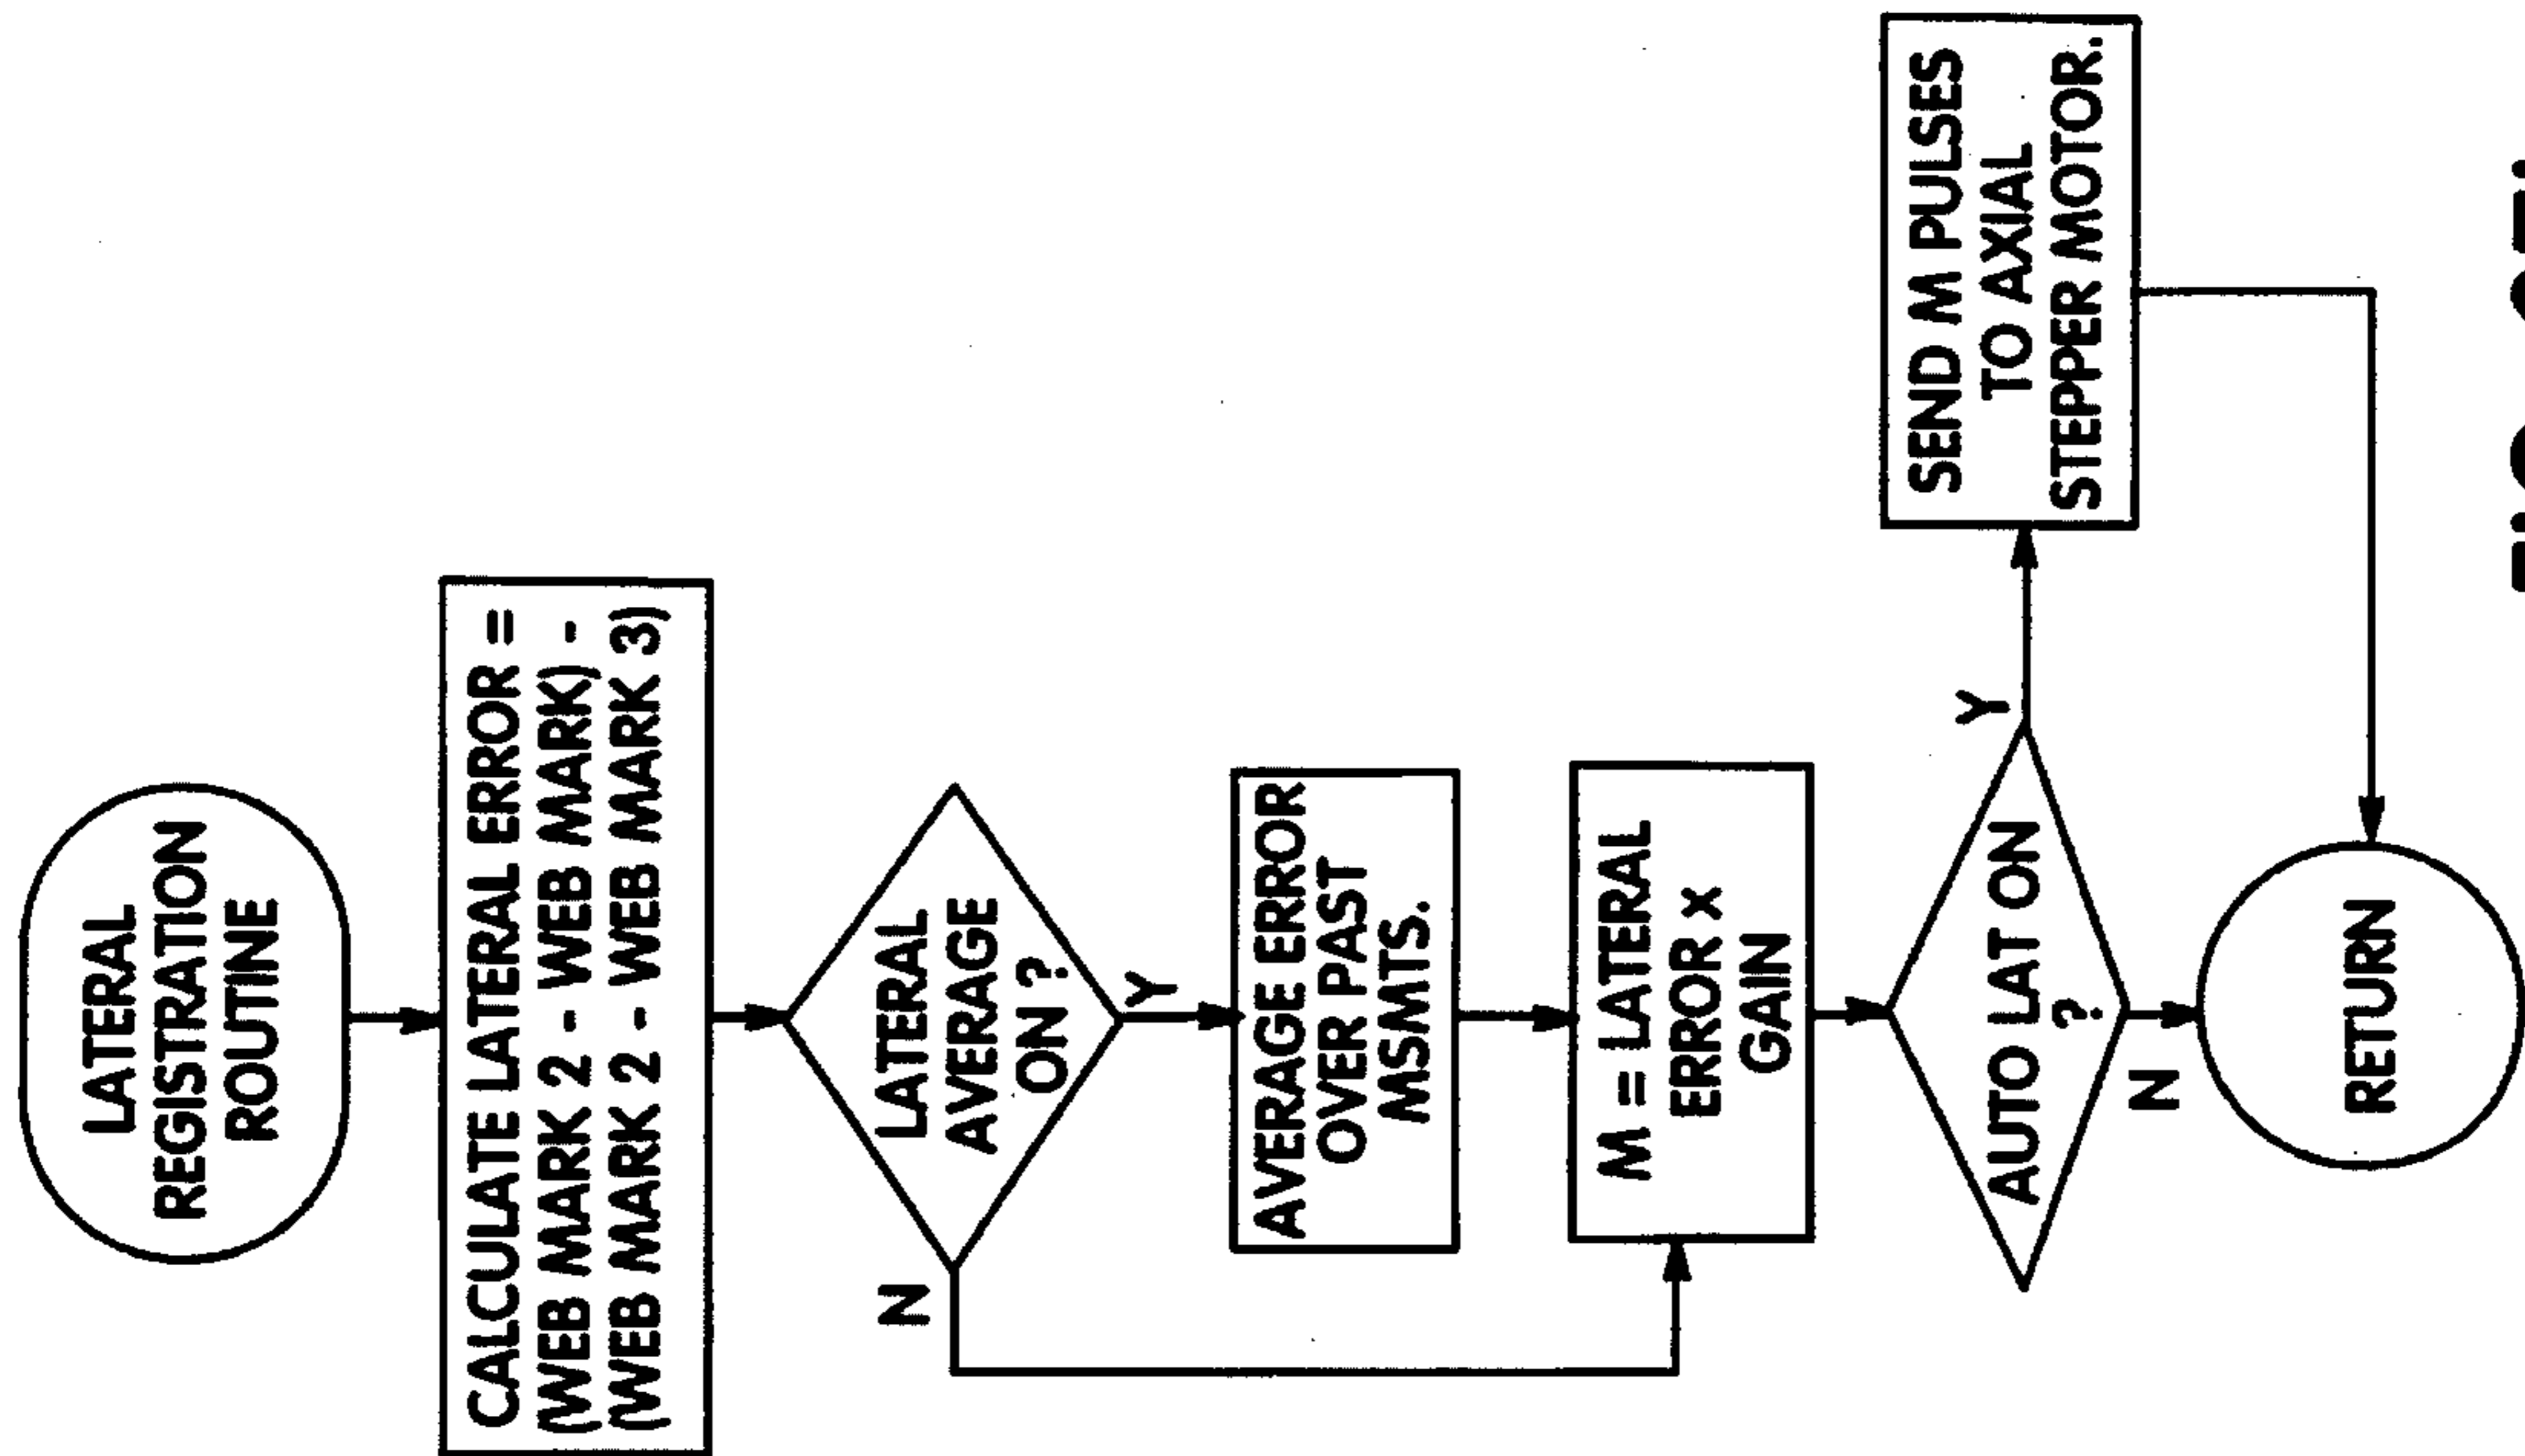 LATERAL
REGISTRATION
ROUTINE
CALCULATE LATERAL ERROR =
(WEB MARK 2 - WEB MARK) -
(WEB MARK 2 - WEB MARK 3)
LATERAL
AVERAGE
ON ?
N
Y
AVERAGE ERROR
OVER PAST
MSMTS.
M = LATERAL
ERROR x
GAIN
AUTO LAT ON
?
Y
N
SEND M PULSES
TO AXIAL
STEPPER MOTOR.
RETURN